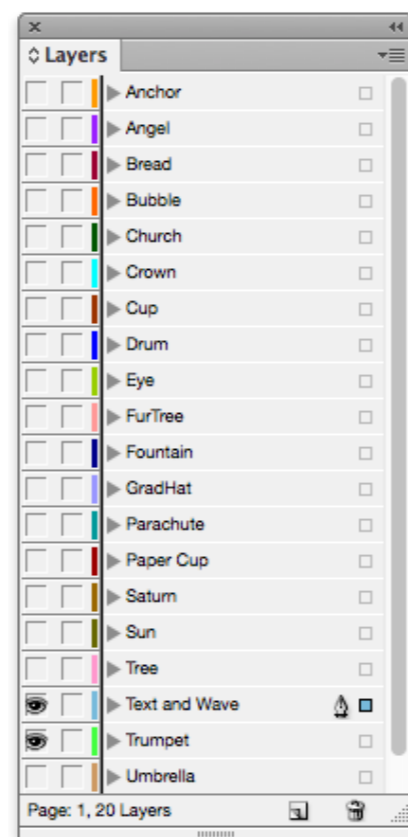 Layers
Anchor
Angel
Bread
Bubble
Church
Crown
Cup
Drum
Eye
FurTree
Fountain
GradHat
Parachute
Paper Cup
Saturn
Sun
Tree
Text and Wave
Trumpet
Umbrella
Page: 1, 20 Layers